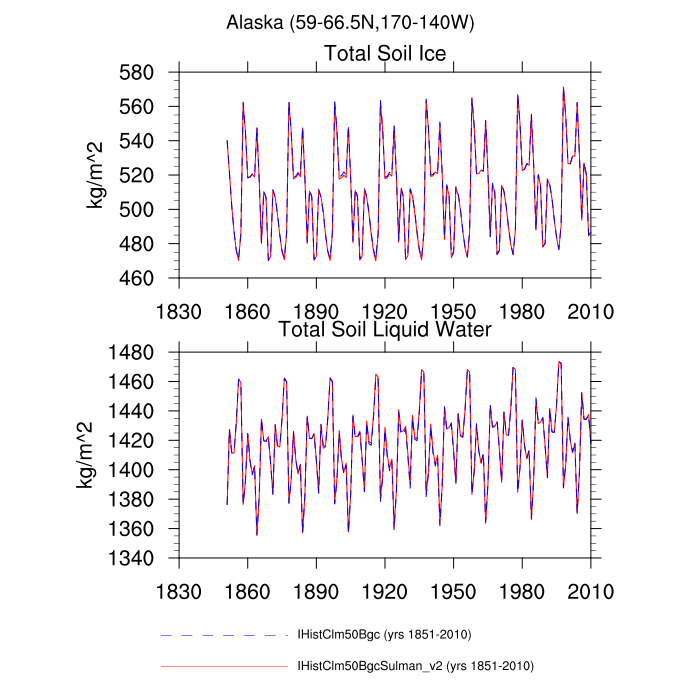 Alaska (59-66.5N,170-140W)
Total Soil Ice
580
560
540
520
500
480
460
kg/m^2
1830 1860 1890 1920 1950 1980 2010
Total Soil Liquid Water
1480
1460
1440
1420
1400
1380
1360
1340
kg/m^2
1830 1860 1890 1920 1950 1980 2010
IHistClm50Bgc (yrs 1851-2010)
IHistClm50BgcSulman_v2 (yrs 1851-2010)